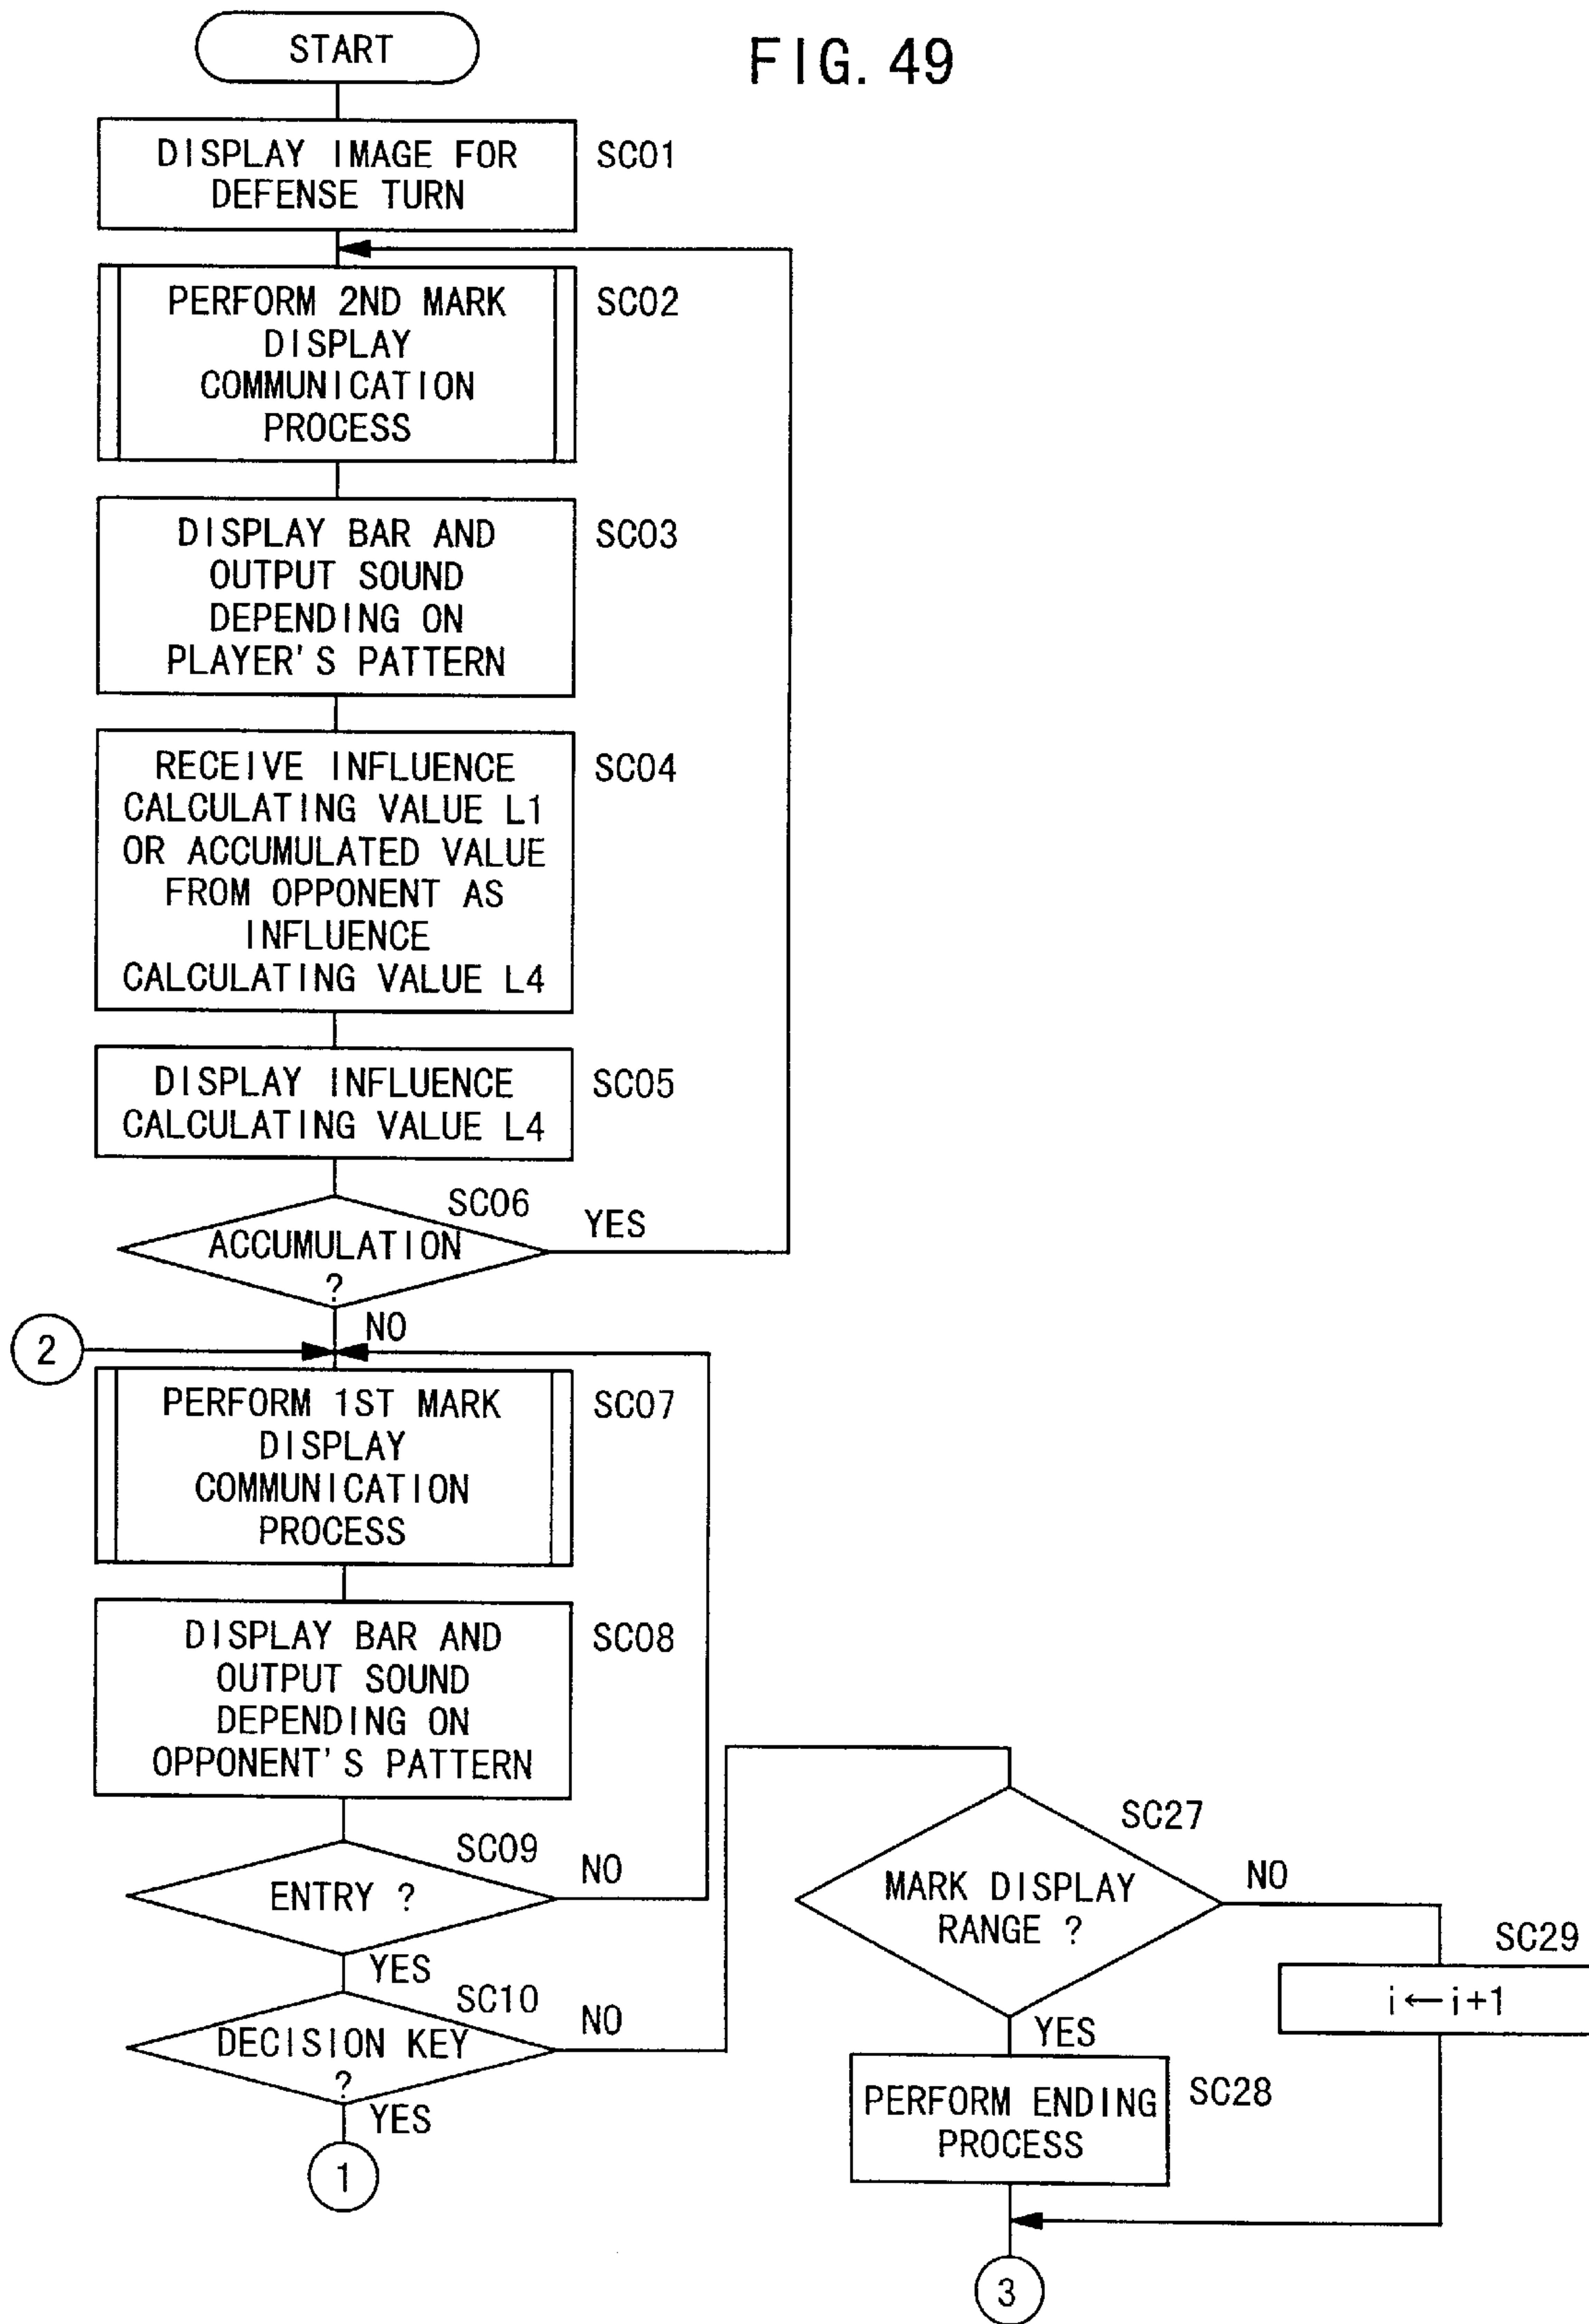 FIG. 49
START
DISPLAY IMAGE FOR
DEFENSE TURN
SC01
PERFORM 2ND MARK
DISPLAY
COMMUNICATION
PROCESS
SC02
DISPLAY BAR AND
OUTPUT SOUND
DEPENDING ON
PLAYER'S PATTERN
SC03
RECEIVE INFLUENCE
CALCULATING VALUE L1
OR ACCUMULATED VALUE
FROM OPPONENT AS
INFLUENCE
CALCULATING VALUE L4
SC04
DISPLAY INFLUENCE
CALCULATING VALUE L4
SC05
SC06
ACCUMULATION
?
YES
NO
2
PERFORM 1ST MARK
DISPLAY
COMMUNICATION
PROCESS
SC07
DISPLAY BAR AND
OUTPUT SOUND
DEPENDING ON
OPPONENT'S PATTERN
SC08
SC09
ENTRY ?
NO
YES
SC10
DECISION KEY
?
NO
YES
1
SC27
MARK DISPLAY
RANGE ?
NO
YES
SC29
i←i+1
PERFORM ENDING
PROCESS
SC28
3